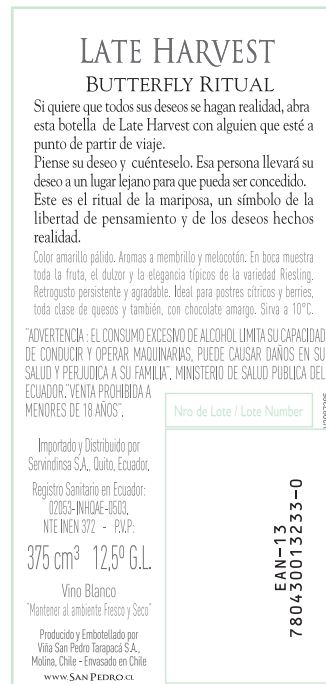 LATE HARVEST
BUTTERFLY RITUAL
Si quiere que todos sus deseos se hagan realidad, abra
esta botella de Late Harvest con alguien que esté a
punto de partir de viaje.
Piense su deseo y cuénteselo. Esa persona llevará su
deseo a un lugar lejano para que pueda ser concedido.
Este es el ritual de la mariposa, un símbolo de la
libertad de pensamiento y de los deseos hechos
realidad.
Color amarillo pálido. Aromas a membrillo y melocotón. En boca muestra
toda la fruta, el dulzor y la elegancia típicos de la variedad Riesling.
Retrogusto persistente y agradable. Ideal para postres cítricos y berries,
toda clase de quesos y también, con chocolate amargo. Sirva a 10°C.
"ADVERTENCIA : EL CONSUMO EXCESIVO DE ALCOHOL LIMITA SU CAPACIDAD
DE CONDUCIR Y OPERAR MAQUINARIAS, PUEDE CAUSAR DAÑOS EN SU
SALUD Y PERJUDICA A SU FAMILIA". MINISTERIO DE SALUD PUBLICA DEL
ECUADOR."VENTA PROHIBIDA A
MENORES DE 18 AÑOS".
Nro de Lote / Lote Number
Importado y Distribuido por
Servindinsa S.A., Quito, Ecuador.
Registro Sanitario en Ecuador:
02053-INHQAE-0503.
NTE INEN 372 - P.V.P:
375 cm³ 12,5º G.L.
Vino Blanco
"Mantener al ambiente Fresco y Seco"
Producido y Embotellado por
Viña San Pedro Tarapacá S.A.,
Molina, Chile - Envasado en Chile
WWW.SAN PEDRO.CL
EAN-13
780430013233-0